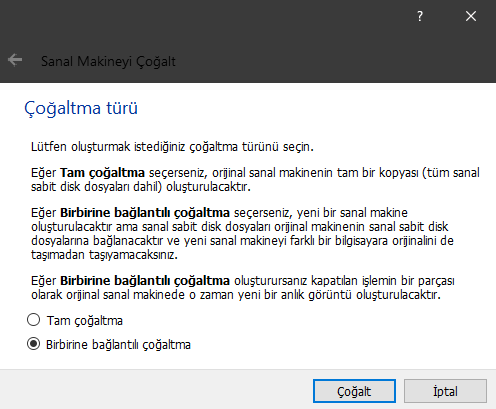 ?
Sanal Makineyi Çoğalt
Çoğaltma türü
Lütfen oluşturmak istediğiniz çoğaltma türünü seçin.
Eğer Tam çoğaltma seçerseniz, orijinal sanal makinenin tam bir kopyası (tüm sanal
sabit disk dosyaları dahil) oluşturulacaktır.
Eğer Birbirine bağlantılı çoğaltma seçerseniz, yeni bir sanal makine
oluşturulacaktır ama sanal sabit disk dosyaları orijinal makinenin sanal sabit disk
dosyalarına bağlanacaktır ve yeni sanal makineyi farklı bir bilgisayara orijinalini de
taşımadan taşıyamacaksınız.
Eğer Birbirine bağlantılı çoğaltma oluşturursanız kapatılan işlemin bir parçası
olarak orijinal sanal makinede o zaman yeni bir anlık görüntü oluşturulacaktır.
Tam çoğaltma
Birbirine bağlantılı çoğaltma
Çoğalt İptal